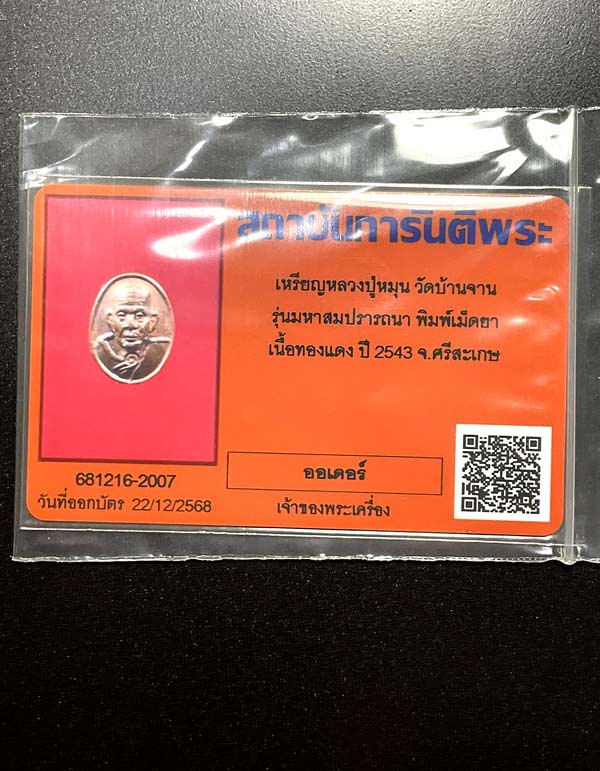 สถาบันการันตีพระ
เหรียญหลวงปู่หมุน วัดบ้านจาน
รุ่นมหาสมปรารถนา พิมพ์เม็ดยา
เนื้อทองแดง ปี 2543 จ.ศรีสะเกษ
681216-2007
วันที่ออกบัตร 22/12/2568
ออเดอร์
เจ้าของพระเครื่อง